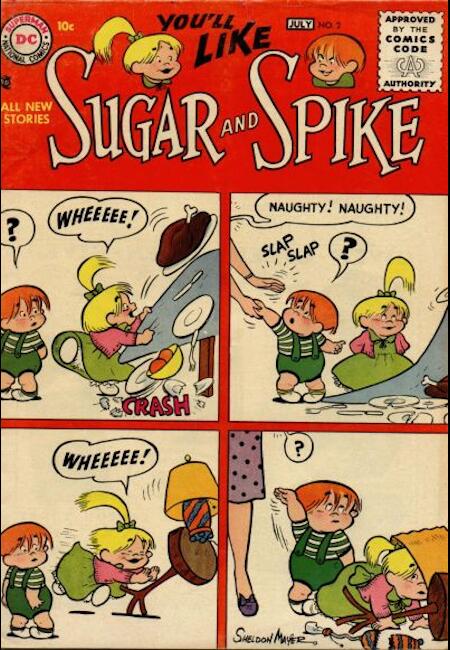 SUPERMAN
DC
NATIONAL COMICS
10¢
YOU'LL
LIKE
JULY NO. 2
APPROVED
BY THE
COMICS
CODE
CA
AUTHORITY
ALL NEW
STORIES
SUGAR AND SPIKE
?
WHEEEEE!
CRASH
NAUGHTY! NAUGHTY!
SLAP
SLAP
?
WHEEEEE!
?
SHELDON MAYER